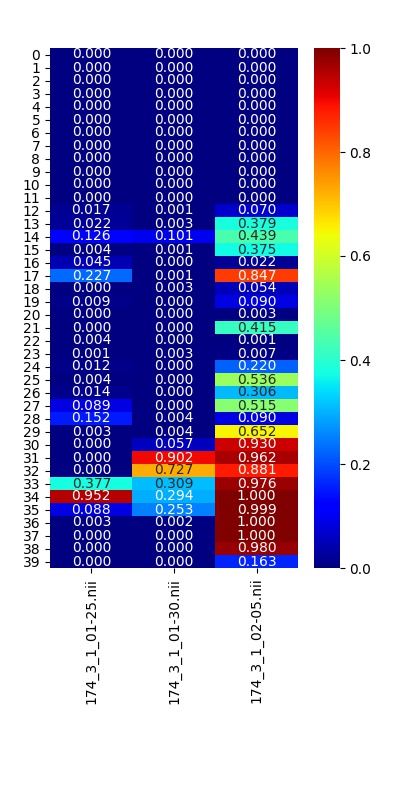 0 0.000 0.000 0.000
1 0.000 0.000 0.000
2 0.000 0.000 0.000
3 0.000 0.000 0.000
4 0.000 0.000 0.000
5 0.000 0.000 0.000
6 0.000 0.000 0.000
7 0.000 0.000 0.000
8 0.000 0.000 0.000
9 0.000 0.000 0.000
10 0.000 0.000 0.000
11 0.000 0.000 0.000
12 0.017 0.001 0.070
13 0.022 0.003 0.379
14 0.126 0.101 0.439
15 0.004 0.001 0.375
16 0.045 0.000 0.022
17 0.227 0.001 0.847
18 0.000 0.003 0.054
19 0.009 0.000 0.090
20 0.000 0.000 0.003
21 0.000 0.000 0.415
22 0.004 0.000 0.001
23 0.001 0.003 0.007
24 0.012 0.000 0.220
25 0.004 0.000 0.536
26 0.014 0.000 0.306
27 0.089 0.000 0.515
28 0.152 0.004 0.090
29 0.003 0.004 0.652
30 0.000 0.057 0.930
31 0.000 0.902 0.962
32 0.000 0.727 0.881
33 0.377 0.309 0.976
34 0.952 0.294 1.000
35 0.088 0.253 0.999
36 0.003 0.002 1.000
37 0.000 0.000 1.000
38 0.000 0.000 0.980
39 0.000 0.000 0.163
174_3_1_01-25.nii
174_3_1_01-30.nii
174_3_1_02-05.nii
1.0
0.8
0.6
0.4
0.2
0.0